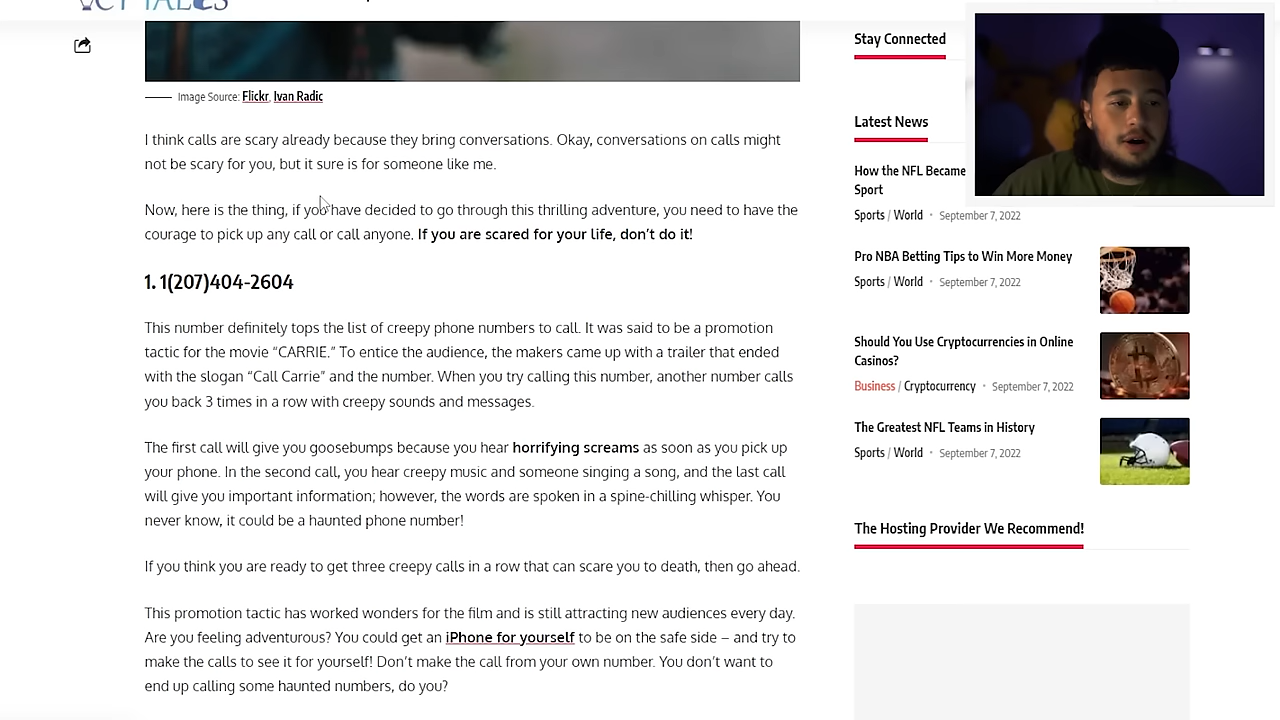 Image Source: Flickr, Ivan Radic
I think calls are scary already because they bring conversations. Okay, conversations on calls might
not be scary for you, but it sure is for someone like me.
Now, here is the thing, if you have decided to go through this thrilling adventure, you need to have the
courage to pick up any call or call anyone. If you are scared for your life, don’t do it!
1. 1(207)404-2604
This number definitely tops the list of creepy phone numbers to call. It was said to be a promotion
tactic for the movie “CARRIE.” To entice the audience, the makers came up with a trailer that ended
with the slogan “Call Carrie” and the number. When you try calling this number, another number calls
you back 3 times in a row with creepy sounds and messages.
The first call will give you goosebumps because you hear horrifying screams as soon as you pick up
your phone. In the second call, you hear creepy music and someone singing a song, and the last call
will give you important information; however, the words are spoken in a spine-chilling whisper. You
never know, it could be a haunted phone number!
If you think you are ready to get three creepy calls in a row that can scare you to death, then go ahead.
This promotion tactic has worked wonders for the film and is still attracting new audiences every day.
Are you feeling adventurous? You could get an iPhone for yourself to be on the safe side – and try to
make the calls to see it for yourself! Don’t make the call from your own number. You don’t want to
end up calling some haunted numbers, do you?
Stay Connected
Latest News
How the NFL Became
Sport
Sports / World • September 7, 2022
Pro NBA Betting Tips to Win More Money
Sports / World • September 7, 2022
Should You Use Cryptocurrencies in Online
Casinos?
Business / Cryptocurrency • September 7, 2022
The Greatest NFL Teams in History
Sports / World • September 7, 2022
The Hosting Provider We Recommend!